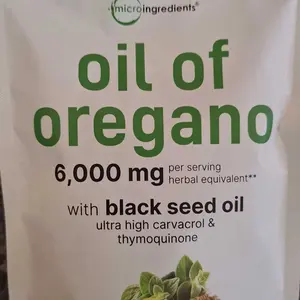 microingredients®
oil of
oregano
6,000 mg per serving
herbal equivalent**
with black seed oil
ultra high carvacrol &
thymoquinone